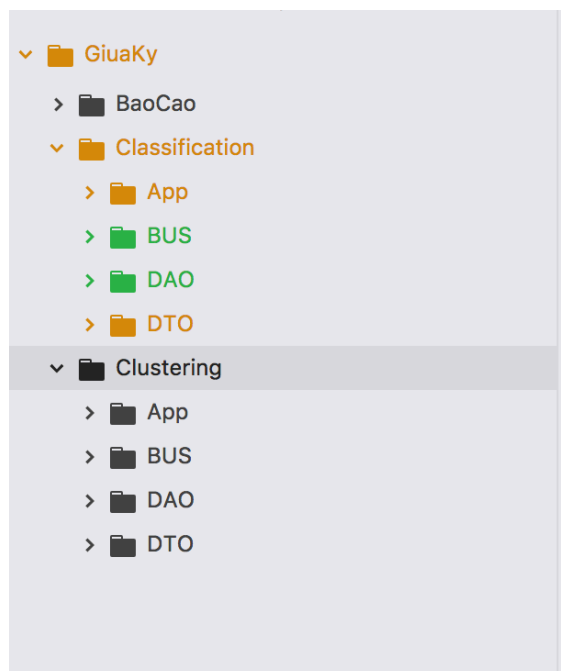 GiuaKy
BaoCao
Classification
App
BUS
DAO
DTO
Clustering
App
BUS
DAO
DTO